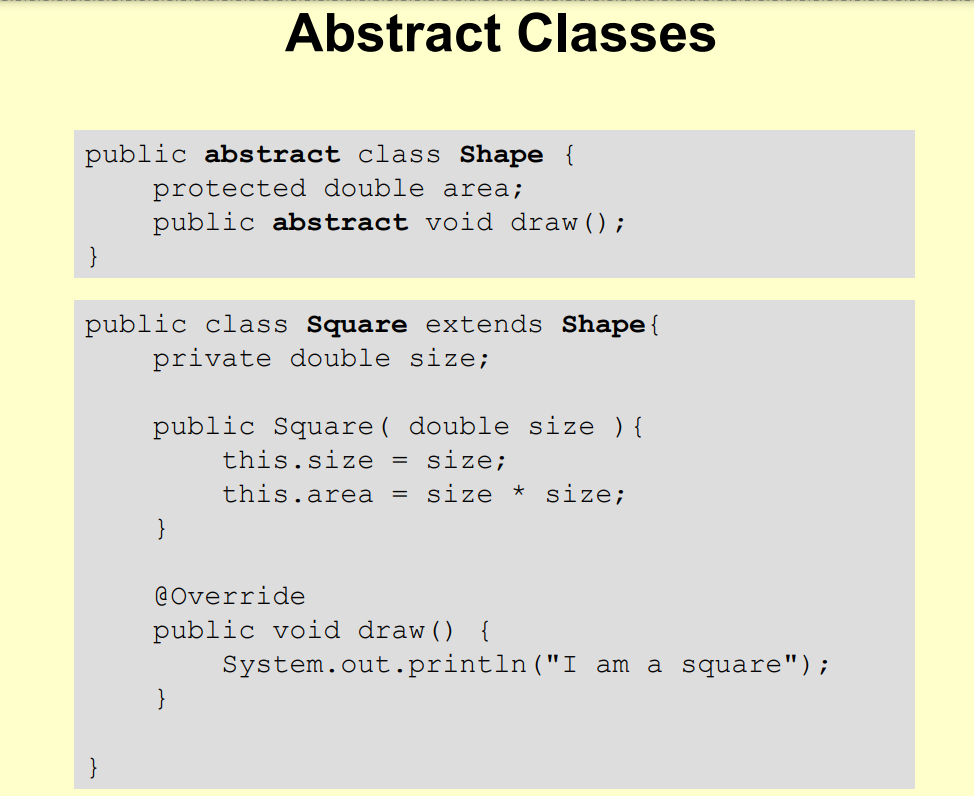 Abstract Classes
public abstract class Shape {
    protected double area;
    public abstract void draw();
}
public class Square extends Shape{
    private double size;
    public Square( double size ){
        this.size = size;
        this.area = size * size;
    }
    @Override
    public void draw() {
        System.out.println("I am a square");
    }
}